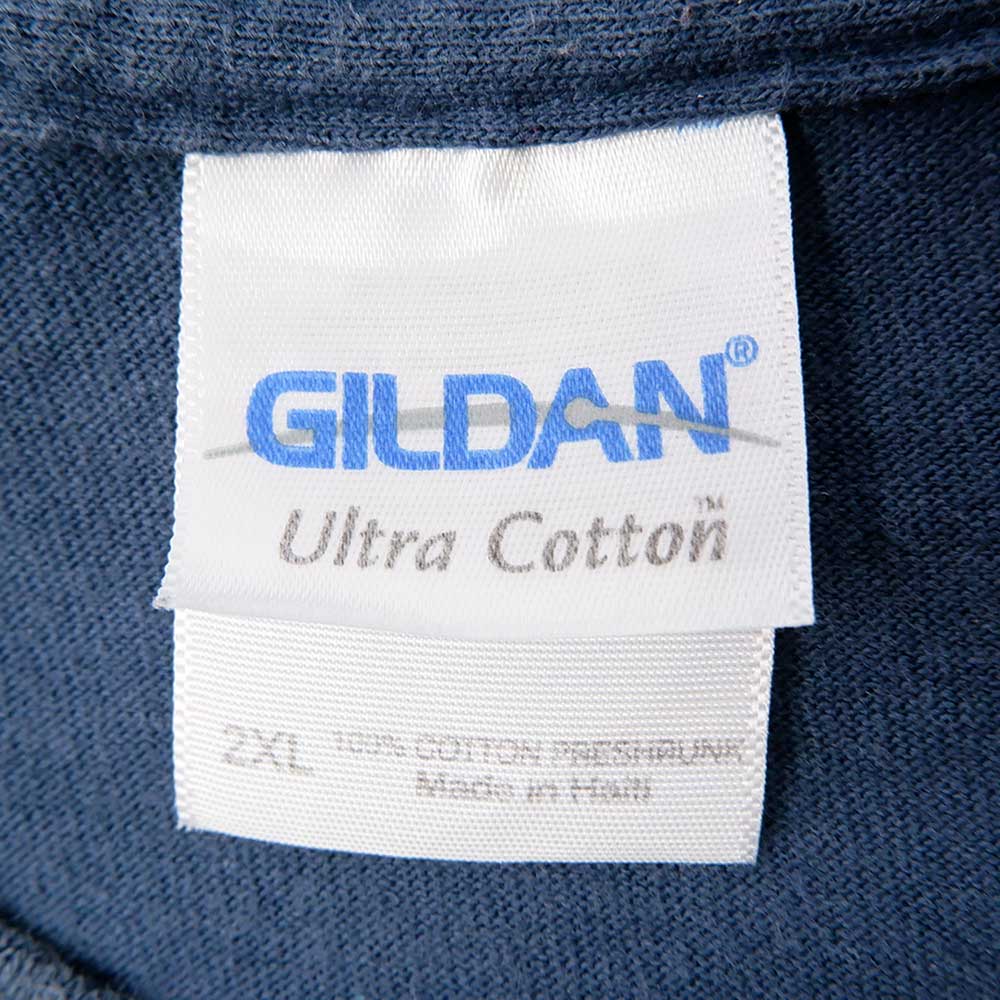 GILDAN®
Ultra Cotton™
2XL 100% COTTON PRESHRUNK
Made in Haiti